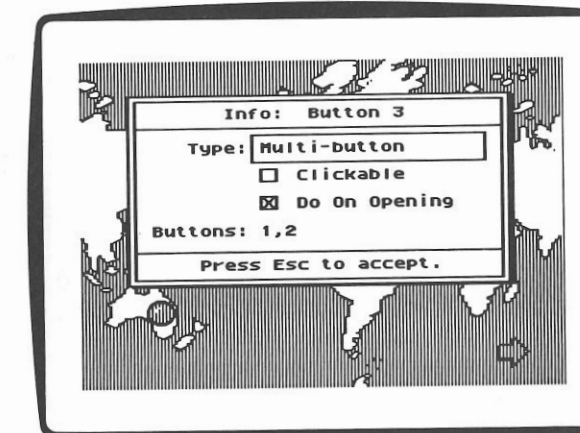 Info: Button 3
Type: Multi-button
Clickable
Do On Opening
Buttons: 1,2
Press Esc to accept.